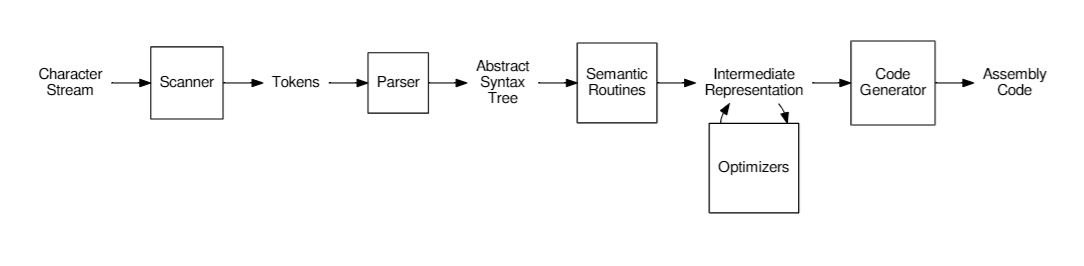 Character
Stream
Scanner
Tokens
Parser
Abstract
Syntax
Tree
Semantic
Routines
Intermediate
Representation
Optimizers
Code
Generator
Assembly
Code